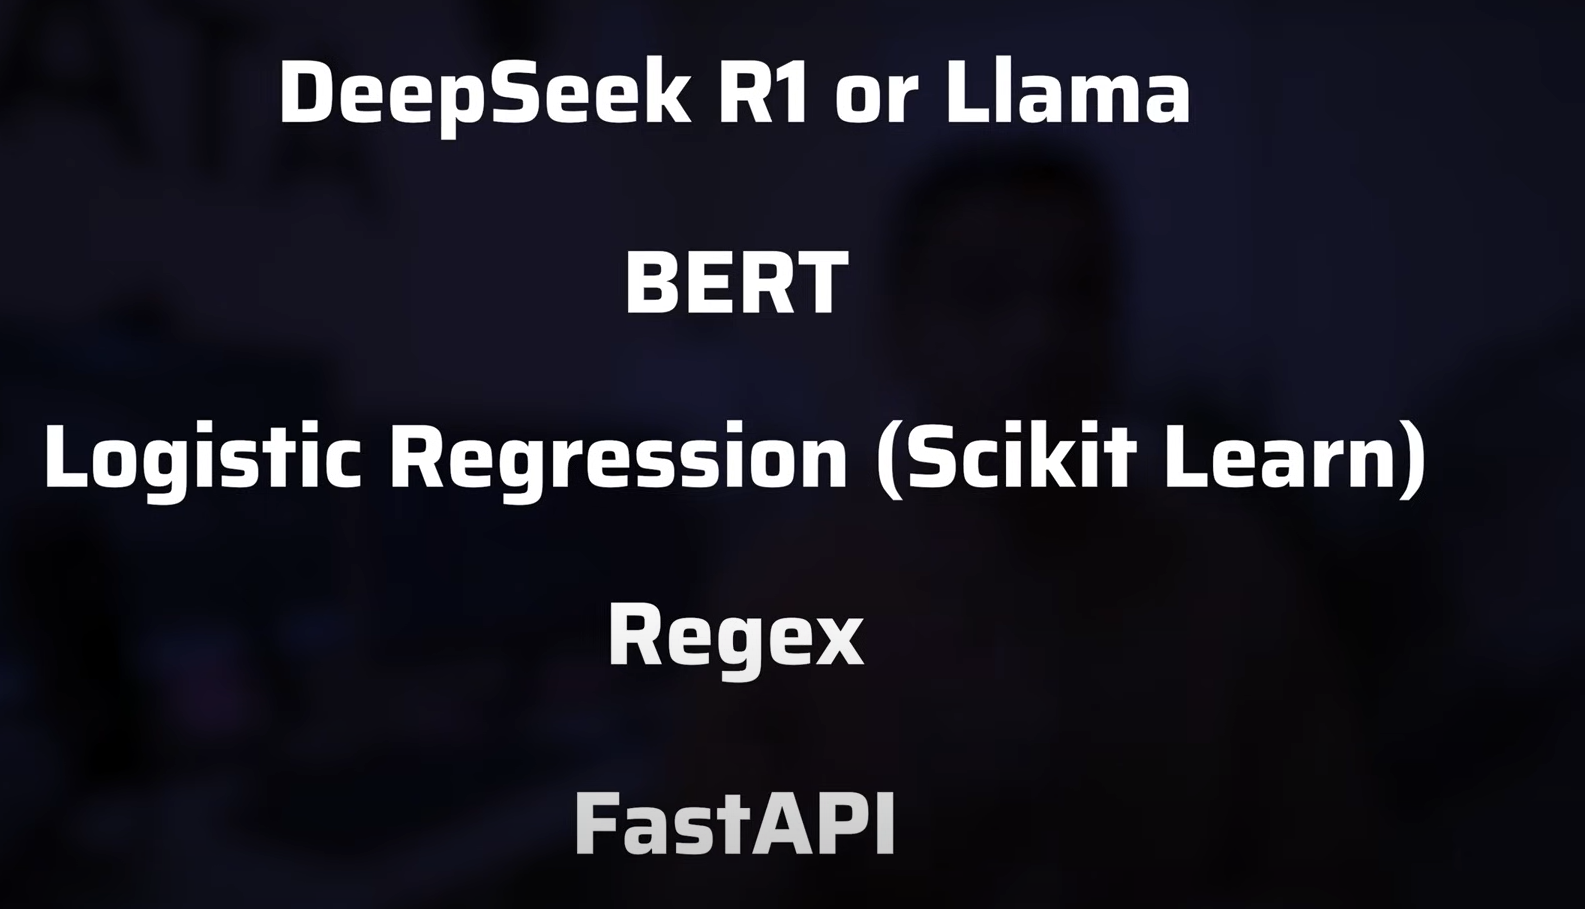 DeepSeek R1 or Llama
BERT
Logistic Regression (Scikit Learn)
Regex
FastAPI